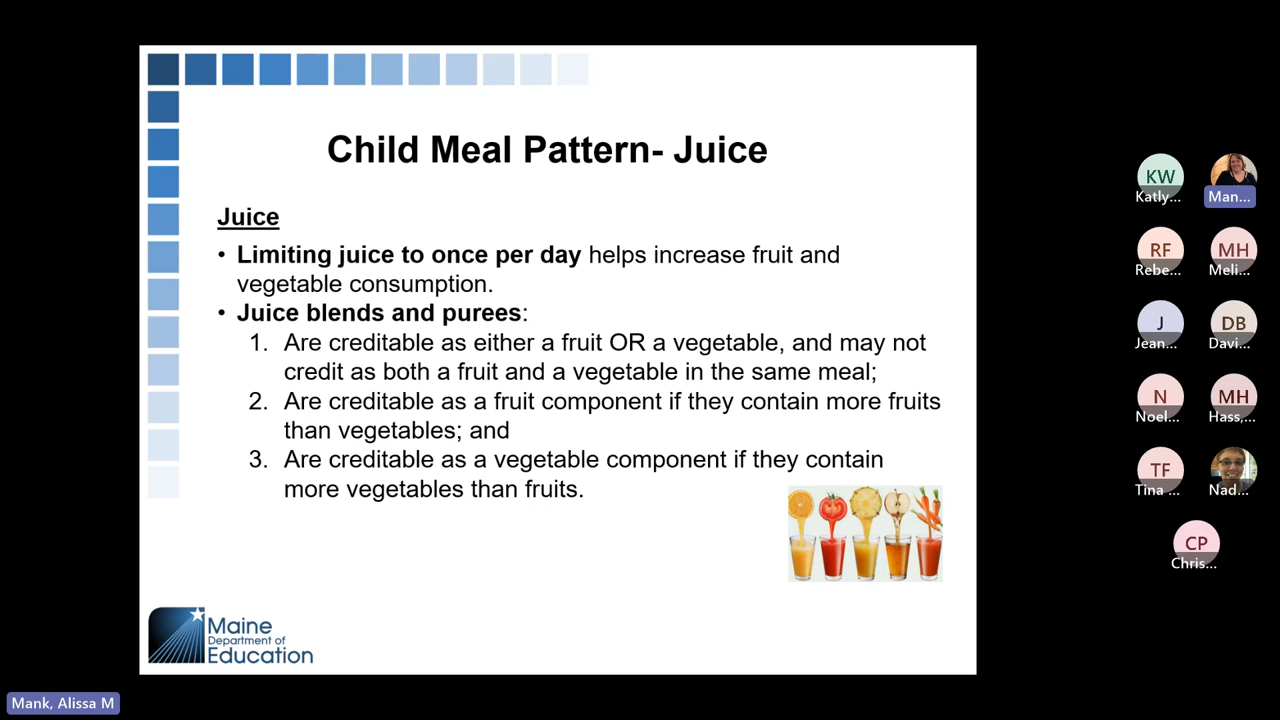 Child Meal Pattern- Juice
Juice
• Limiting juice to once per day helps increase fruit and
vegetable consumption.
• Juice blends and purees:
1. Are creditable as either a fruit OR a vegetable, and may not
credit as both a fruit and a vegetable in the same meal;
2. Are creditable as a fruit component if they contain more fruits
than vegetables; and
3. Are creditable as a vegetable component if they contain
more vegetables than fruits.
Maine
Department of
Education
KW
Katly...
Man...
RF
Rebe...
MH
Meli...
J
Jean...
DB
Davi...
N
Noel...
MH
Hass,...
TF
Tina ...
Nad...
CP
Chris...
Mank, Alissa M